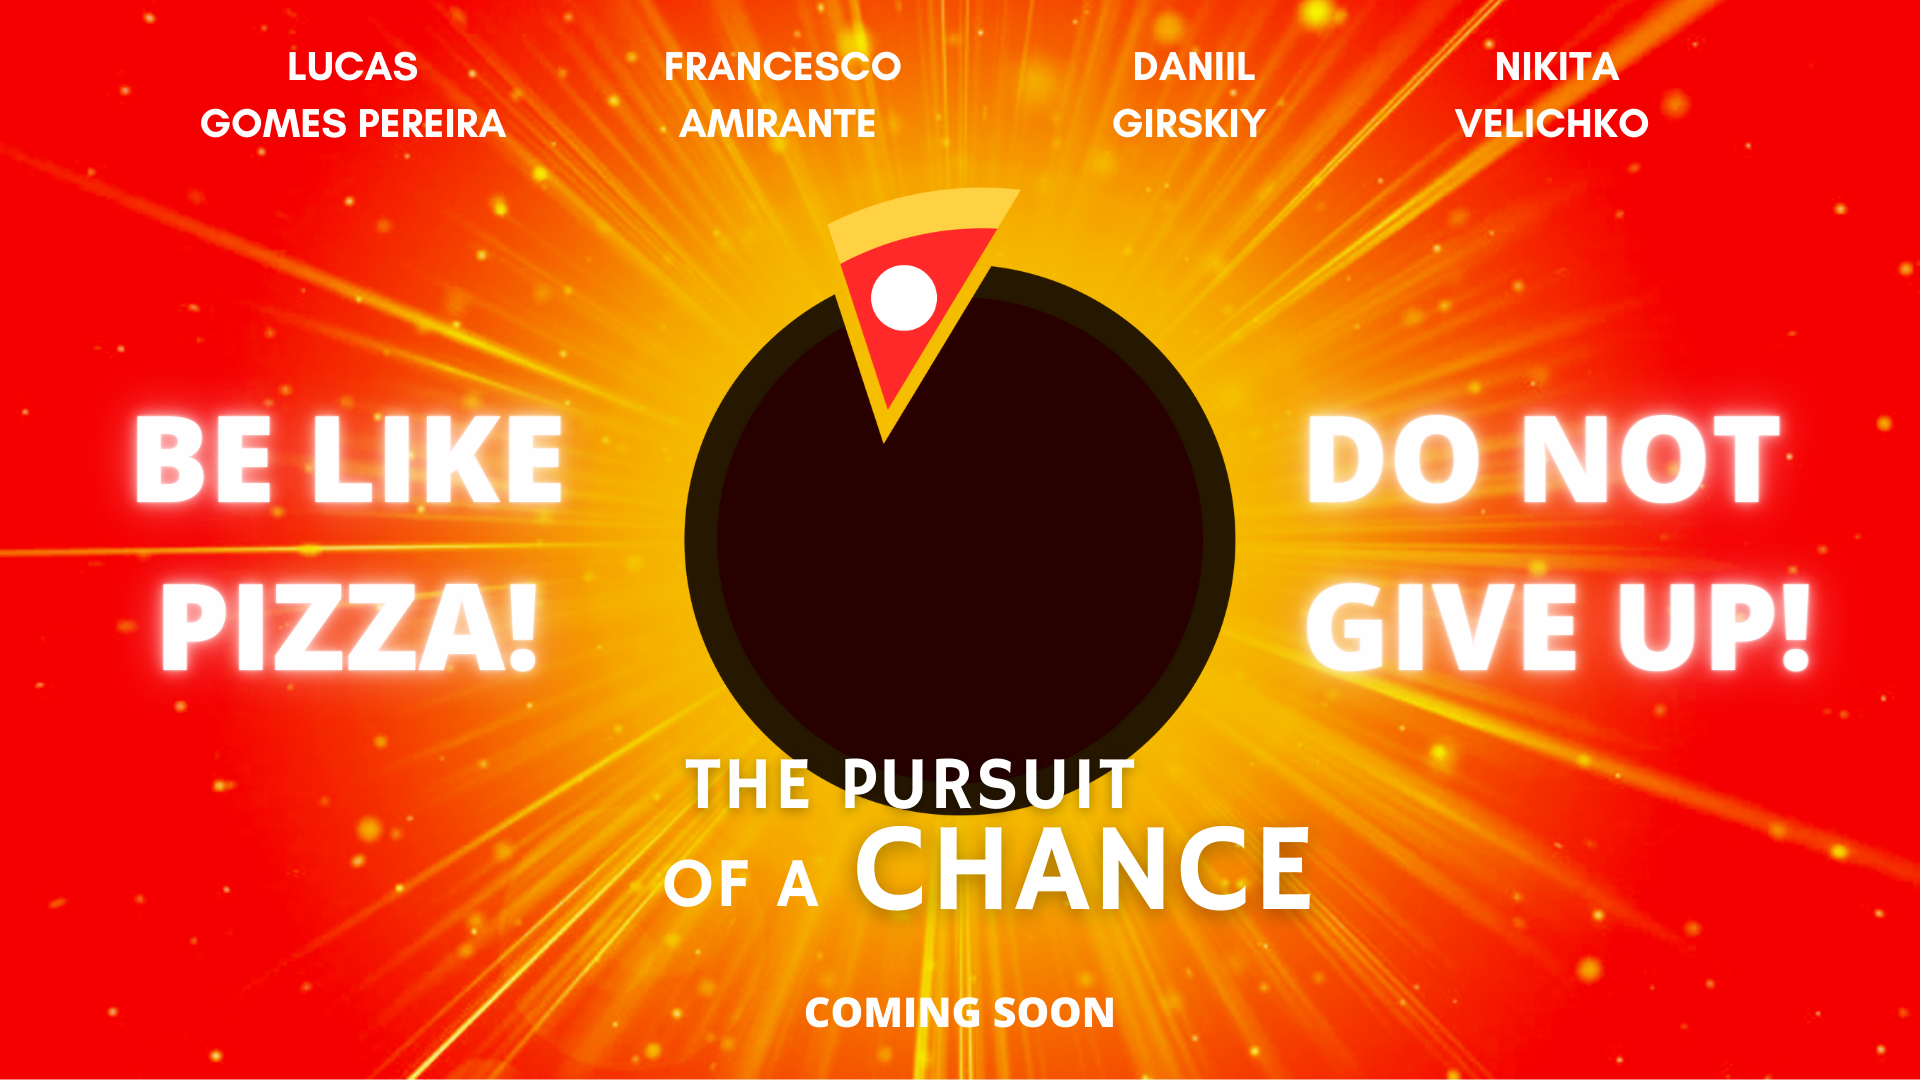 LUCAS
GOMES PEREIRA
FRANCESCO
AMIRANTE
DANIIL
GIRSKIY
NIKITA
VELICHKO
BE LIKE
PIZZA!
DO NOT
GIVE UP!
THE PURSUIT
OF A CHANCE
COMING SOON